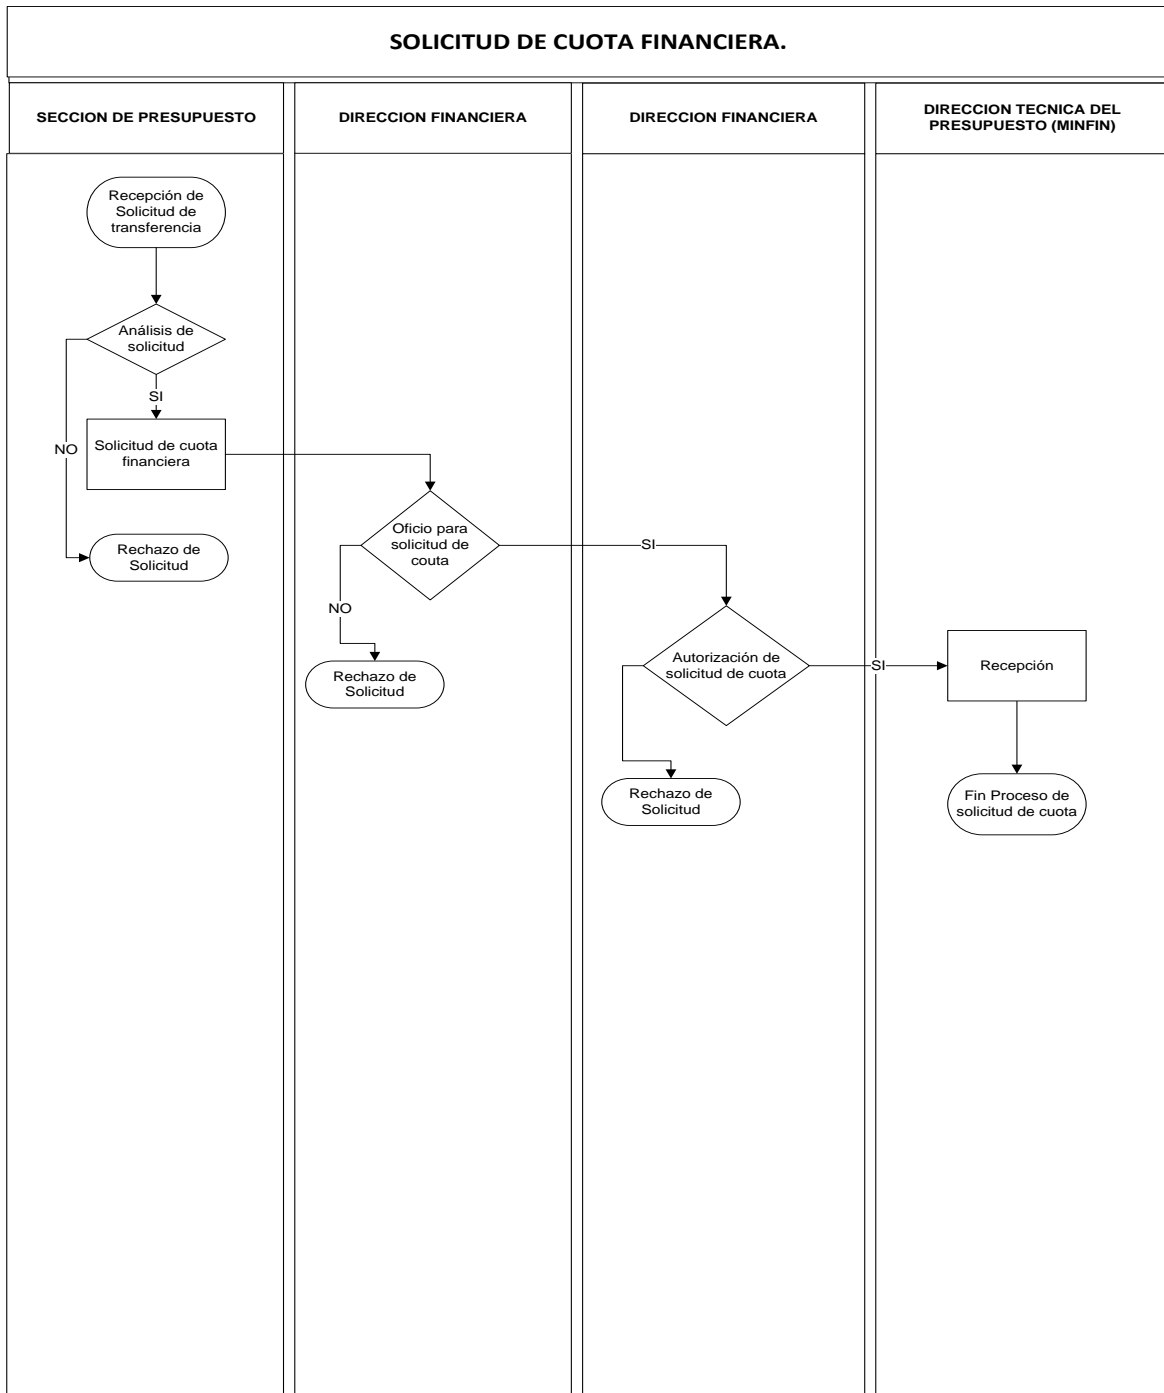 SOLICITUD DE CUOTA FINANCIERA.
SECCION DE PRESUPUESTO
DIRECCION FINANCIERA
DIRECCION FINANCIERA
DIRECCION TECNICA DEL
PRESUPUESTO (MINFIN)
Recepción de
Solicitud de
transferencia
Análisis de
solicitud
SI
NO
Solicitud de cuota
financiera
Rechazo de
Solicitud
Oficio para
solicitud de
couta
SI
NO
Rechazo de
Solicitud
Autorización de
solicitud de cuota
SI
Rechazo de
Solicitud
Recepción
Fin Proceso de
solicitud de cuota